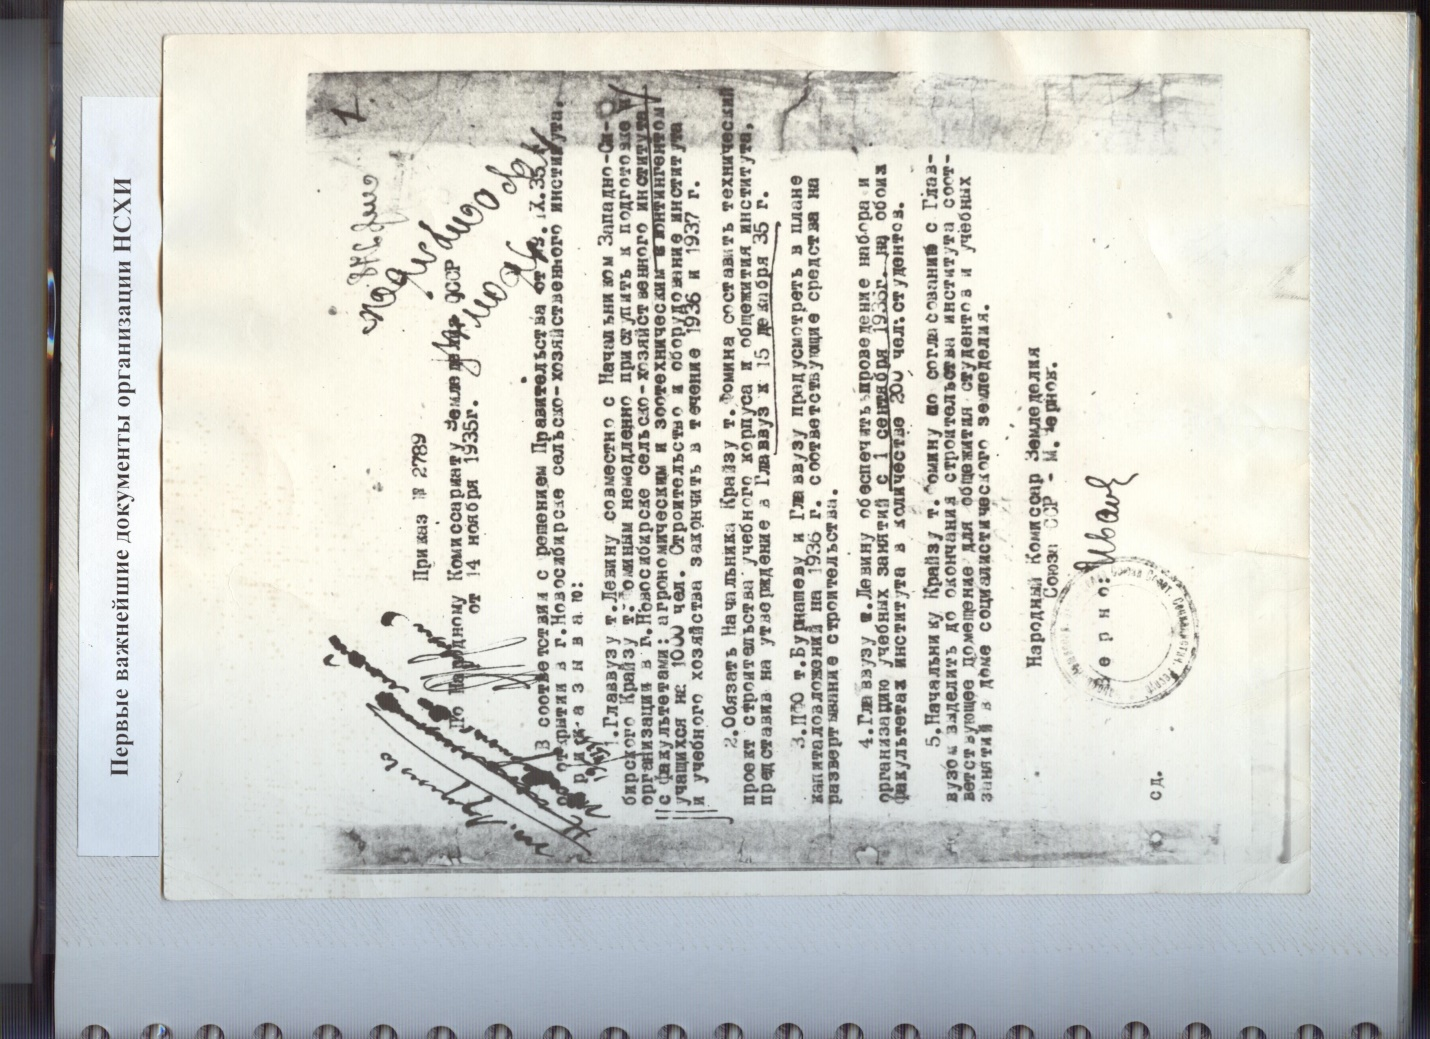 Первые важнейшие документы организации НСХИ
Приказ № 2789
по Народному Комиссариату Земледелия СССР
от 14 ноября 1935г.
В соответствии с решением Правительства от IX.35
об открытии в г.Новосибирске сельско-хозяйственного института,
п р и к а з ы в а ю:
1.Главвузу т.Левину совместно с Начальником Западно-Си-
бирского Крайзу т.Фоминым немедленно приступить к подготовке и
организации в г.Новосибирске сельско-хозяйственного института
с факультетами: агрономическим и зоотехническим с контингентом
учащихся на 1000 чел. Строительство и оборудование института
и учебного хозяйства закончить в течение 1936 и 1937 г.
2.Обязать Начальника Крайзу т.Фомина составить технический
проект строительства учебного корпуса и общежития института,
представив на утверждение в Главвуз к 15 декабря 35 г.
3.ПФО т.Бурнашеву и Главвузу предусмотреть в плане
капиталовложений на 1936 г. соответствующие средства на
развертывание строительства.
4.Главвузу т.Левину обеспечить проведение набора и
организацию учебных занятий с 1 сентября 1936г. на обоих
факультетах института в количестве 200 чел.студентов.
5.Начальнику Крайзу т.Фомину по согласованию с Глав-
вузом выделить до окончания строительства института соот-
ветствующее помещение для общежития студентов и учебных
занятий в доме социалистического земледелия.
Народный Комиссар Земледелия
Союза ССР - М.Чернов.
В е р н о:
сд.